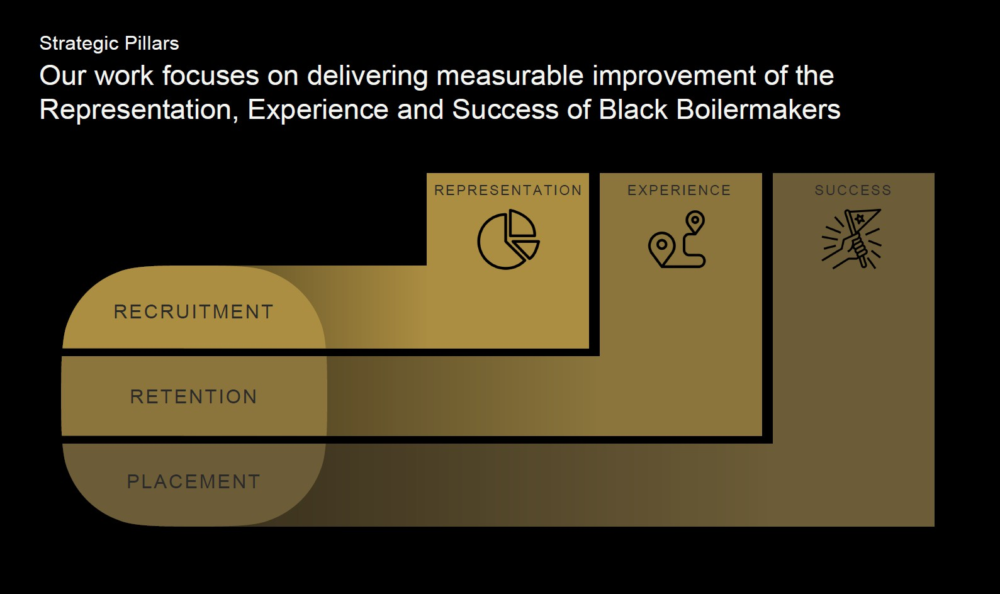 Strategic Pillars
Our work focuses on delivering measurable improvement of the
Representation, Experience and Success of Black Boilermakers
REPRESENTATION
EXPERIENCE
SUCCESS
RECRUITMENT
RETENTION
PLACEMENT